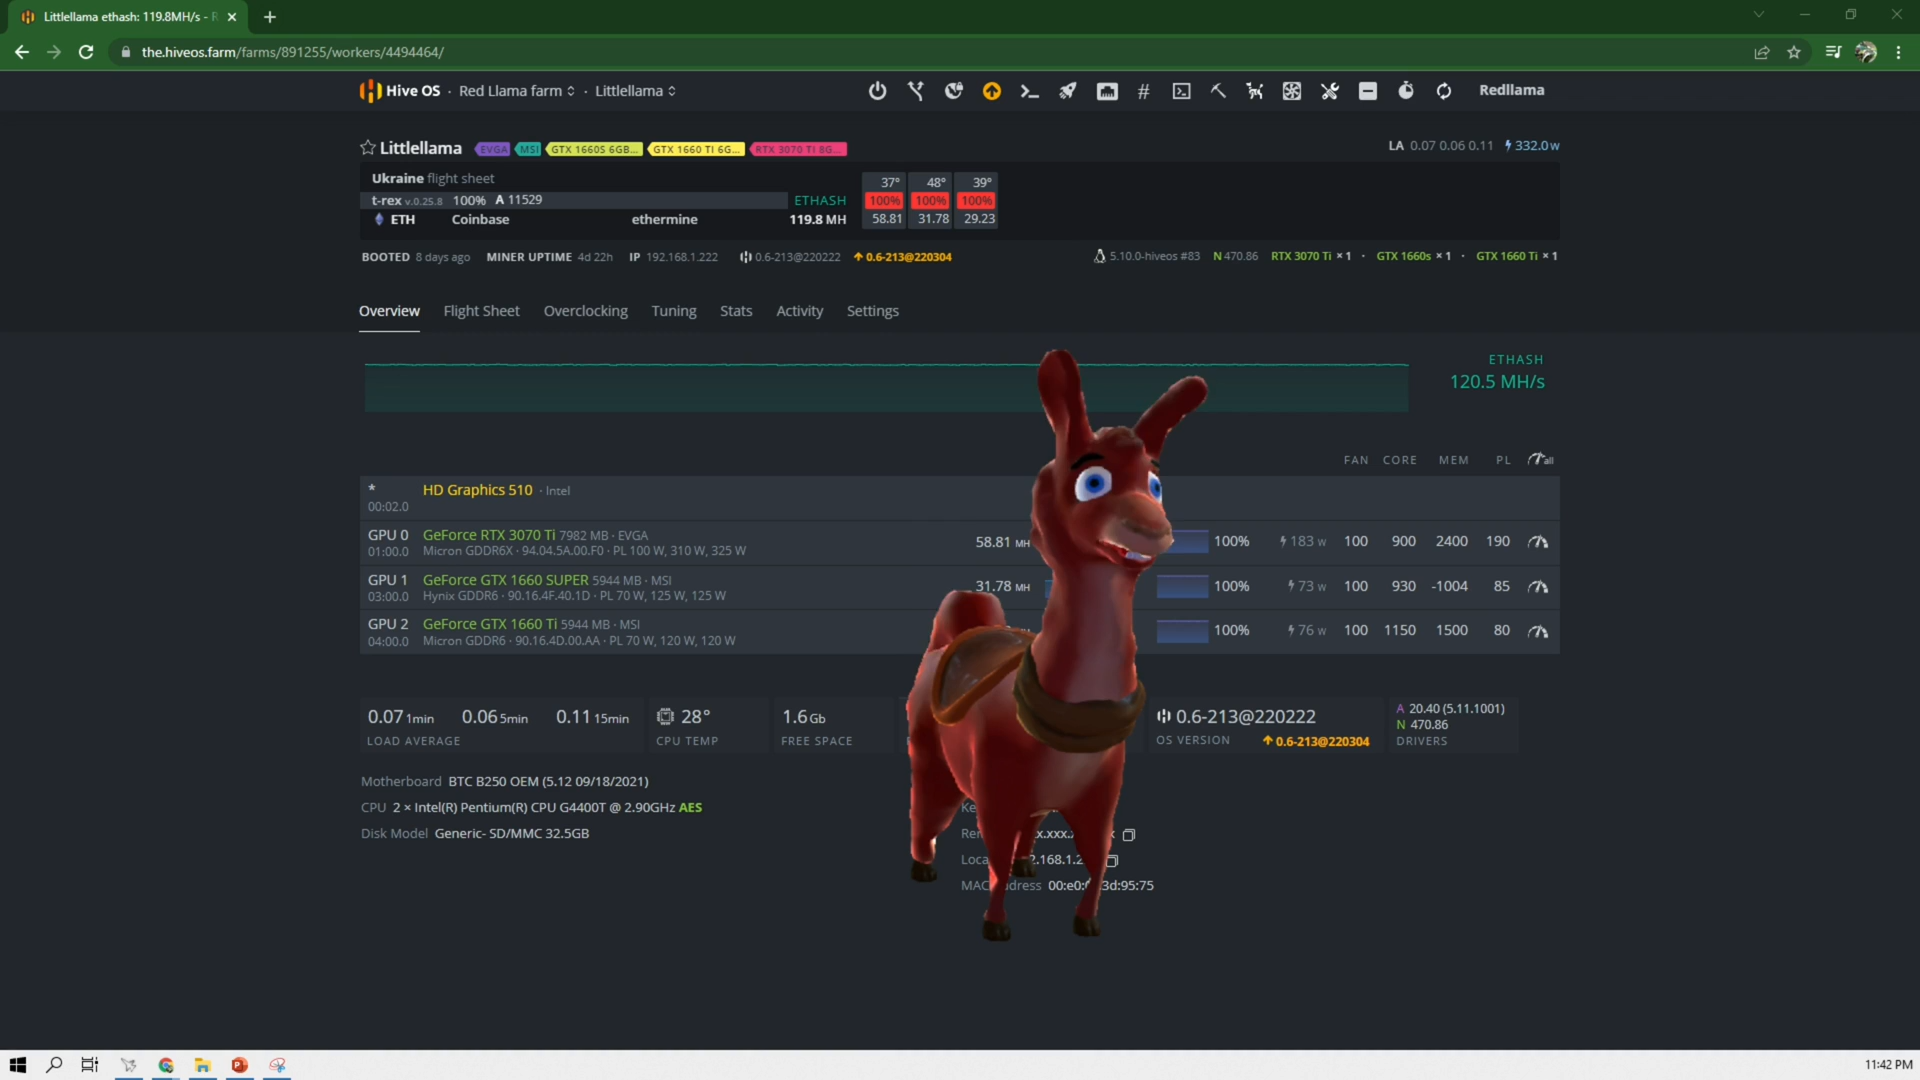 Littlellama ethash: 119.8MH/s - R
the.hiveos.farm/farms/891255/workers/4494464/
Hive OS · Red Llama farm · Littlellama
Redllama
Littlellama EVGA MSI GTX 1660S 6GB... GTX 1660 TI 6G... RTX 3070 TI 8G...
LA 0.07 0.06 0.11 332.0 W
Ukraine flight sheet
37° 48° 39°
t-rex v.0.25.8 100% A 11529 ETHASH
100% 100% 100%
ETH Coinbase ethermine 119.8 MH
58.81 31.78 29.23
BOOTED 8 days ago MINER UPTIME 4d 22h IP 192.168.1.222 0.6-213@220222 0.6-213@220304
5.10.0-hiveos #83 N 470.86 RTX 3070 Ti × 1 · GTX 1660s × 1 · GTX 1660 Ti × 1
Overview Flight Sheet Overclocking Tuning Stats Activity Settings
ETHASH
120.5 MH/s
FAN CORE MEM PL all
* HD Graphics 510 · Intel
00:02.0
GPU 0 GeForce RTX 3070 Ti 7982 MB · EVGA 58.81 MH 100% 183 W 100 900 2400 190
01:00.0 Micron GDDR6X · 94.04.5A.00.F0 · PL 100 W, 310 W, 325 W
GPU 1 GeForce GTX 1660 SUPER 5944 MB · MSI 31.78 MH 100% 73 W 100 930 -1004 85
03:00.0 Hynix GDDR6 · 90.16.4F.40.1D · PL 70 W, 125 W, 125 W
GPU 2 GeForce GTX 1660 Ti 5944 MB · MSI 100% 76 W 100 1150 1500 80
04:00.0 Micron GDDR6 · 90.16.4D.00.AA · PL 70 W, 120 W, 120 W
0.07 1min 0.06 5min 0.11 15min
LOAD AVERAGE
28°
CPU TEMP
1.6 Gb
FREE SPACE
0.6-213@220222
OS VERSION 0.6-213@220304
A 20.40 (5.11.1001)
N 470.86
DRIVERS
Motherboard BTC B250 OEM (5.12 09/18/2021)
CPU 2 × Intel(R) Pentium(R) CPU G4400T @ 2.90GHz AES
Disk Model Generic- SD/MMC 32.5GB
MAC 00:e0: 3d:95:75
11:42 PM